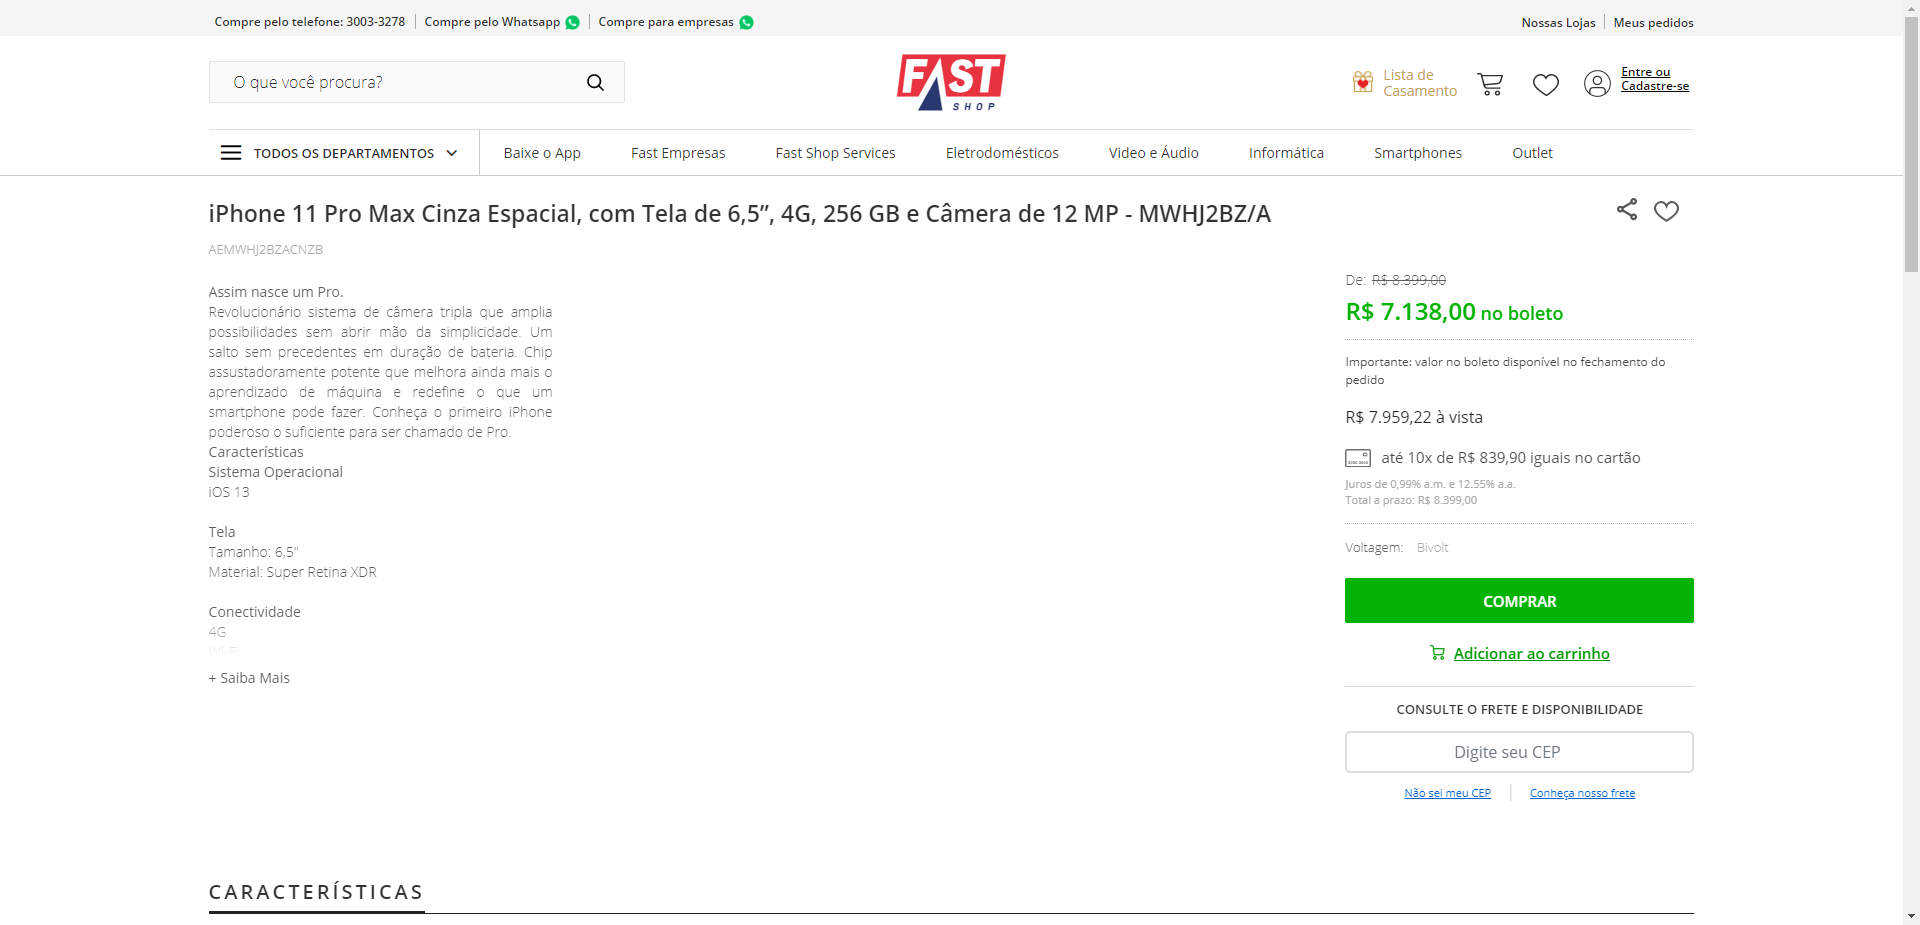 Compre pelo telefone: 3003-3278
Compre pelo Whatsapp
Compre para empresas
Nossas Lojas
Meus pedidos
O que você procura?
FAST
SHOP
Lista de
Casamento
Entre ou
Cadastre-se
TODOS OS DEPARTAMENTOS
Baixe o App
Fast Empresas
Fast Shop Services
Eletrodomésticos
Video e Áudio
Informática
Smartphones
Outlet
iPhone 11 Pro Max Cinza Espacial, com Tela de 6,5”, 4G, 256 GB e Câmera de 12 MP - MWHJ2BZ/A
AEMWHJ2BZACNZB
Assim nasce um Pro.
Revolucionário sistema de câmera tripla que amplia
possibilidades sem abrir mão da simplicidade. Um
salto sem precedentes em duração de bateria. Chip
assustadoramente potente que melhora ainda mais o
aprendizado de máquina e redefine o que um
smartphone pode fazer. Conheça o primeiro iPhone
poderoso o suficiente para ser chamado de Pro.
Características
Sistema Operacional
iOS 13
Tela
Tamanho: 6,5"
Material: Super Retina XDR
Conectividade
4G
Wi-Fi
+ Saiba Mais
De: R$ 8.399,00
R$ 7.138,00 no boleto
Importante: valor no boleto disponível no fechamento do
pedido
R$ 7.959,22 à vista
até 10x de R$ 839,90 iguais no cartão
Juros de 0,99% a.m. e 12.55% a.a.
Total a prazo: R$ 8.399,00
Voltagem: Bivolt
COMPRAR
Adicionar ao carrinho
CONSULTE O FRETE E DISPONIBILIDADE
Digite seu CEP
Não sei meu CEP
Conheça nosso frete
CARACTERÍSTICAS